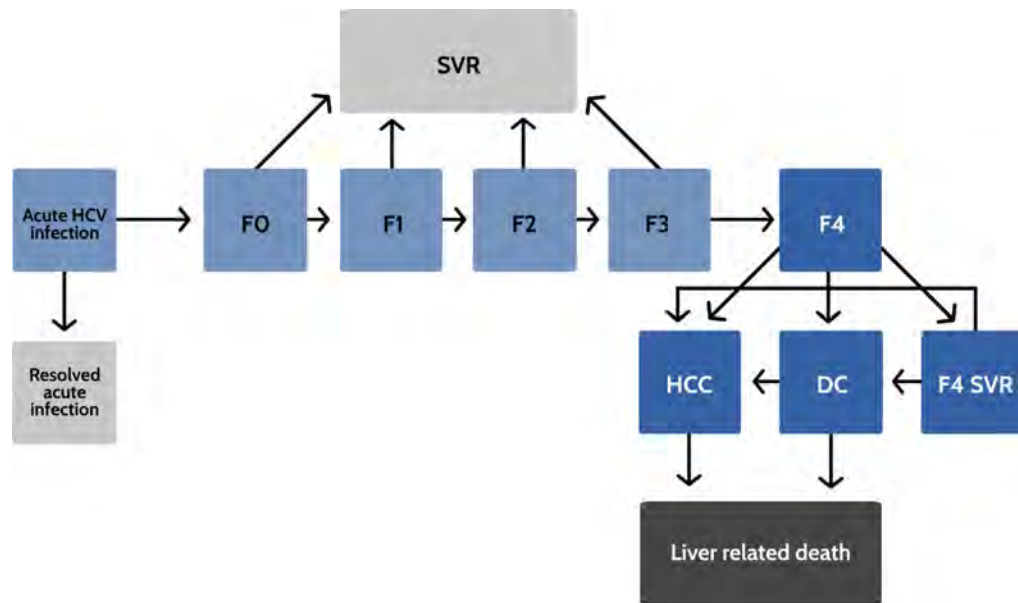 SVR
Acute HCV
infection
F0
F1
F2
F3
F4
Resolved
acute
infection
HCC
DC
F4 SVR
Liver related death